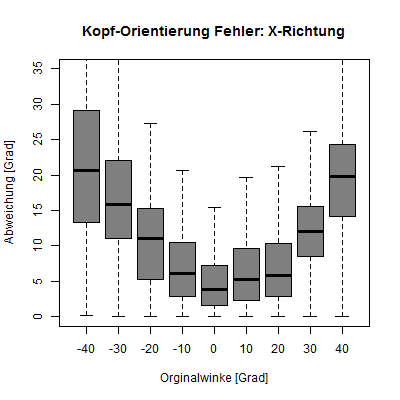 Kopf-Orientierung Fehler: X-Richtung
Abweichung [Grad]
35
30
25
20
15
10
5
0
-40 -30 -20 -10 0 10 20 30 40
Orginalwinke [Grad]